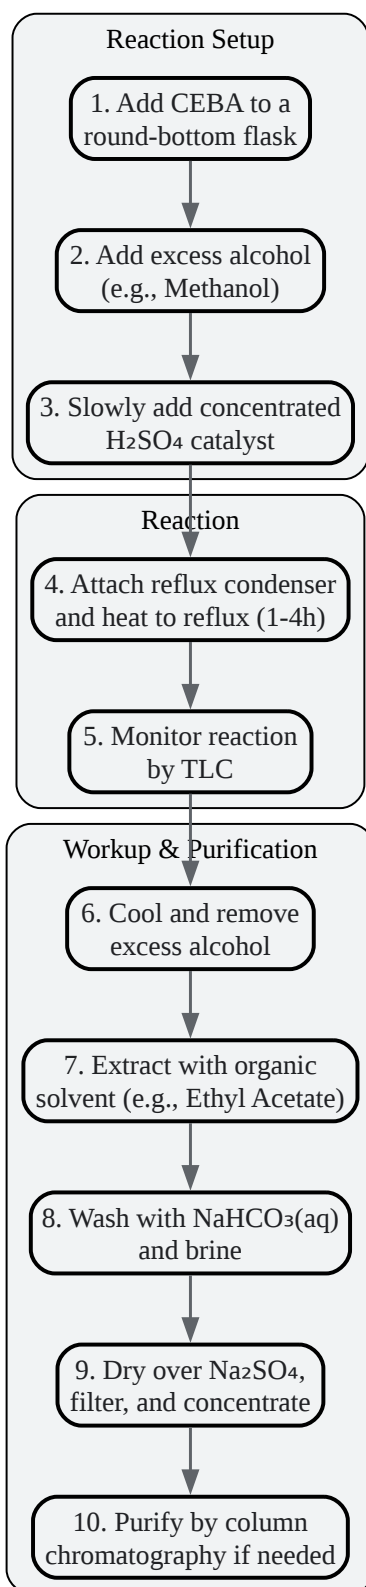 Reaction Setup
1. Add CEBA to a
round-bottom flask
2. Add excess alcohol
(e.g., Methanol)
3. Slowly add concentrated
H₂SO₄ catalyst
Reaction
4. Attach reflux condenser
and heat to reflux (1-4h)
5. Monitor reaction
by TLC
Workup & Purification
6. Cool and remove
excess alcohol
7. Extract with organic
solvent (e.g., Ethyl Acetate)
8. Wash with NaHCO₃(aq)
and brine
9. Dry over Na₂SO₄,
filter, and concentrate
10. Purify by column
chromatography if needed